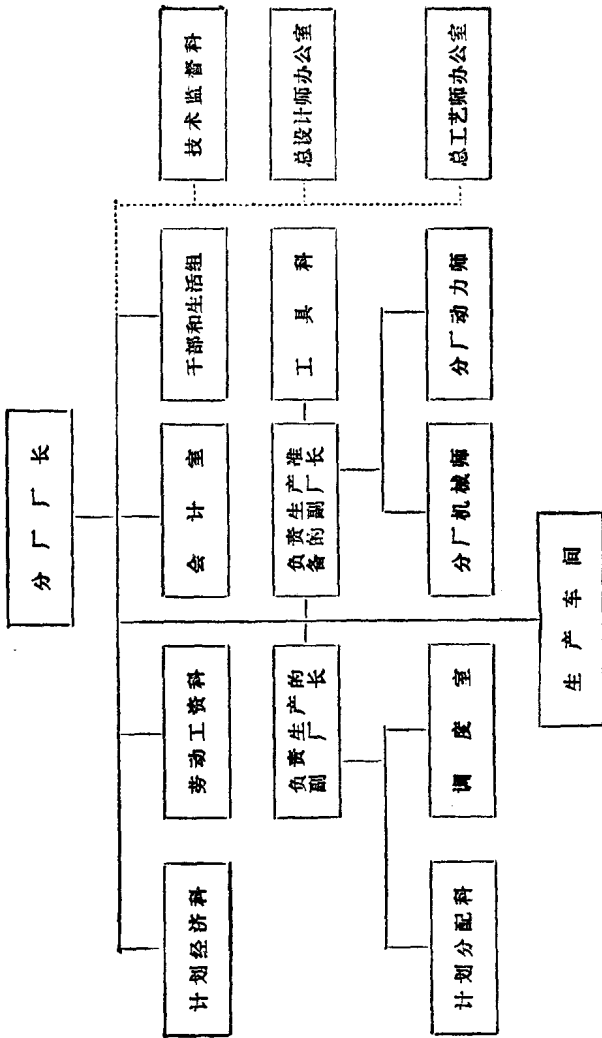 分厂厂长
计划经济科
劳动工资科
会计室
干部和生活组
技术监督科
负责生产的
副厂长
负责生产准
备的副厂长
工具科
总设计师办公室
计划分配科
调度室
分厂机械师
分厂动力师
总工艺师办公室
生产车间